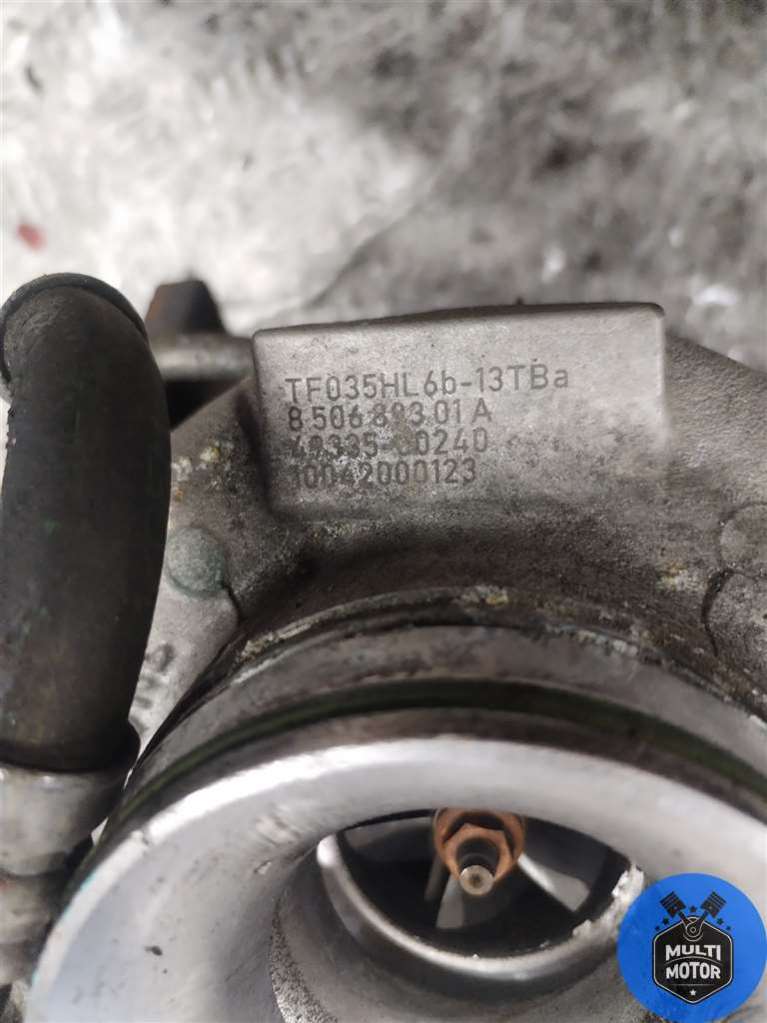 TF035HL6b-13TBa
8 506 893 01 A
49335-00240
10042000123
MULTI
MOTOR